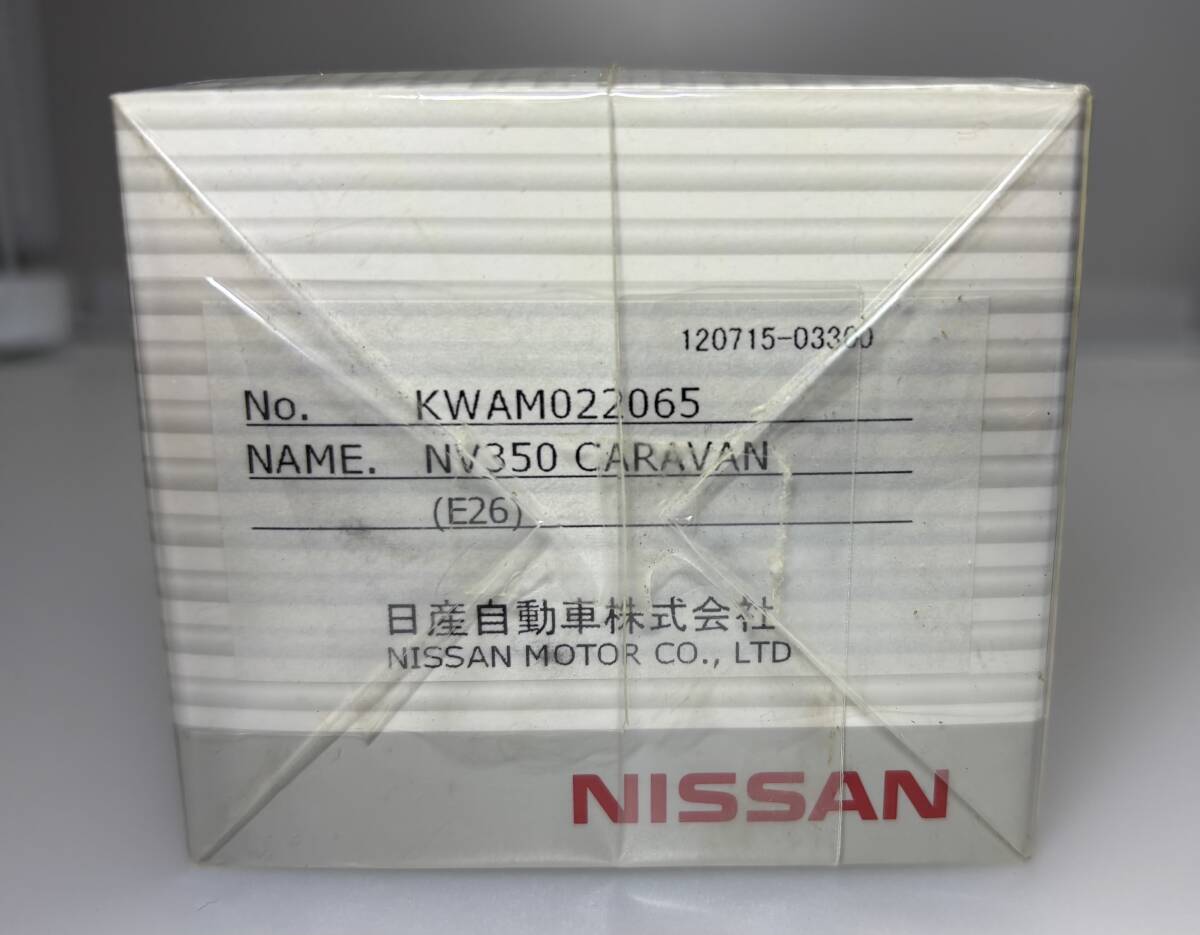 120715-03300
No. KWAM022065
NAME. NV350 CARAVAN
(E26)
日産自動車株式会社
NISSAN MOTOR CO., LTD
NISSAN